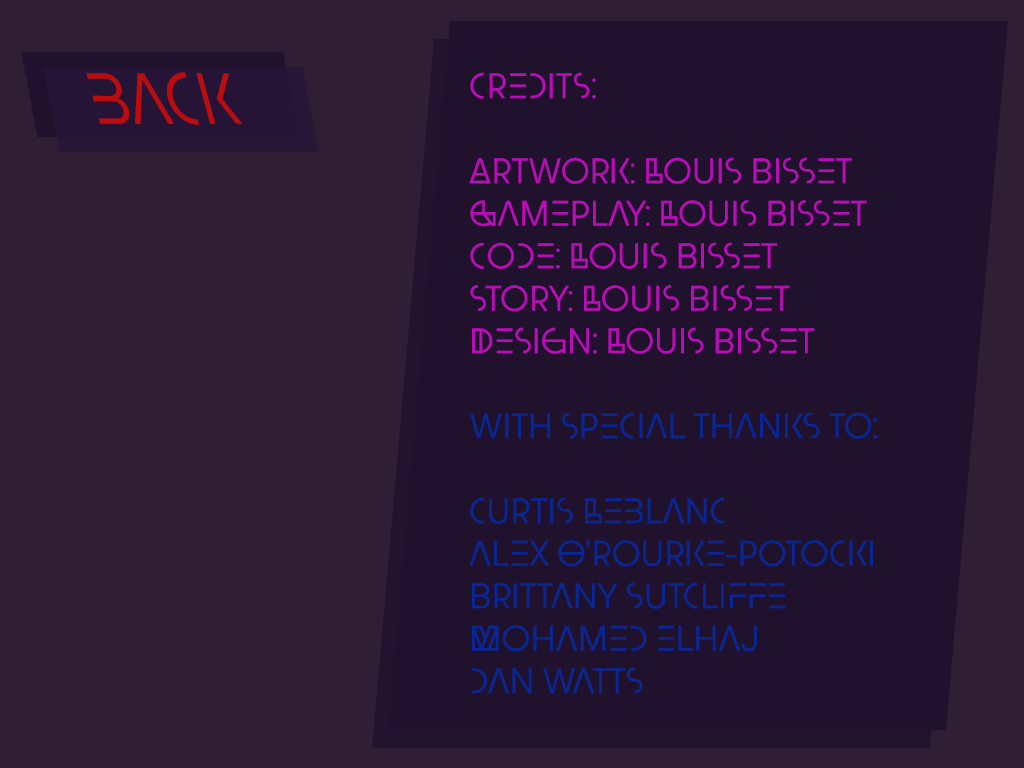 BACK
CREDITS:
ARTWORK: LOUIS BISSET
GAMEPLAY: LOUIS BISSET
CODE: LOUIS BISSET
STORY: LOUIS BISSET
DESIGN: LOUIS BISSET
WITH SPECIAL THANKS TO:
CURTIS LEBLANC
ALEX O'ROURKE-POTOCKI
BRITTANY SUTCLIFFE
MOHAMED ELHAJ
DAN WATTS